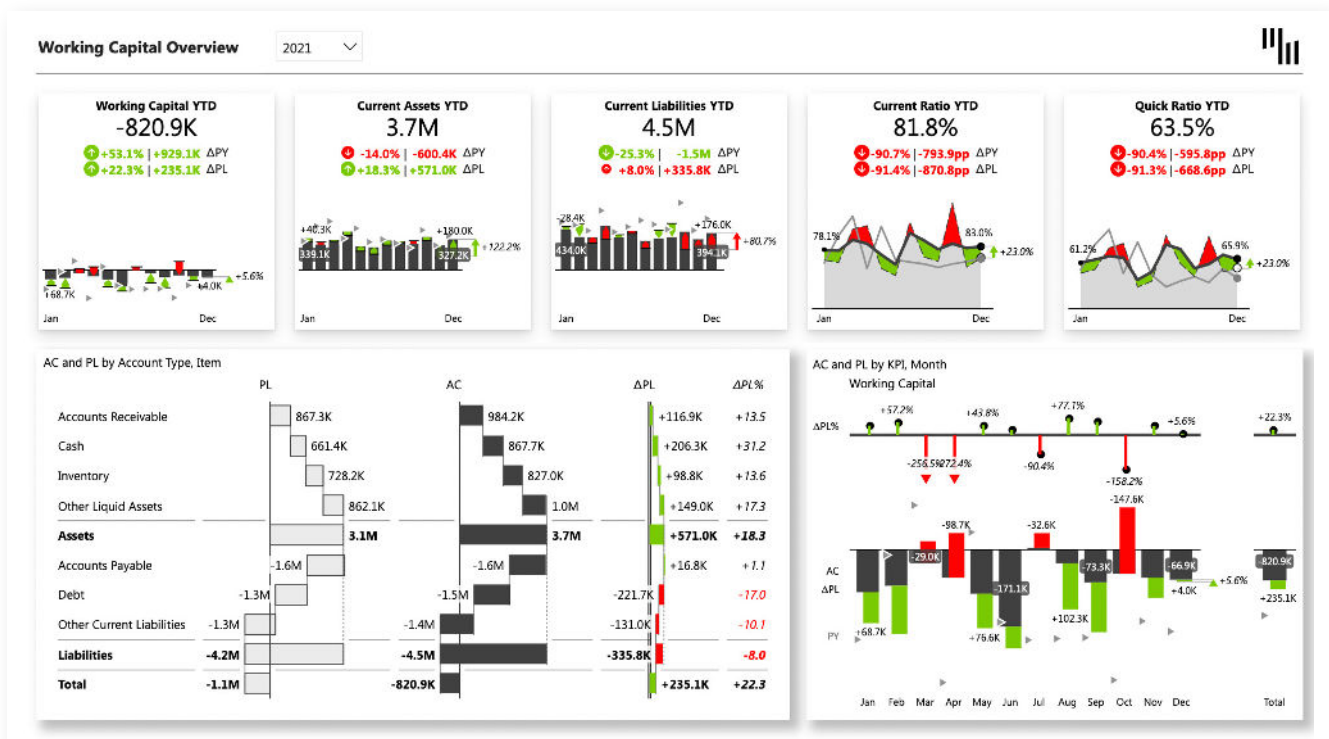 Working Capital Overview 2021
Working Capital YTD
-820.9K
+53.1% | +929.1K ΔPY
+22.3% | +235.1K ΔPL
+5.6%
+68.7K
+4.0K
Jan Dec
Current Assets YTD
3.7M
-14.0% | -600.4K ΔPY
+18.3% | +571.0K ΔPL
+40.3K
+180.0K
+122.2%
339.1K
327.2K
Jan Dec
Current Liabilities YTD
4.5M
-25.3% | -1.5M ΔPY
+8.0% | +335.8K ΔPL
-28.4K
+176.0K
+80.7%
434.0K
394.1K
Jan Dec
Current Ratio YTD
81.8%
-90.7% | -793.9pp ΔPY
-91.4% | -870.8pp ΔPL
78.1%
83.0%
+23.0%
Jan Dec
Quick Ratio YTD
63.5%
-90.4% | -595.8pp ΔPY
-91.3% | -668.6pp ΔPL
61.2%
65.9%
+23.0%
Jan Dec
AC and PL by Account Type, Item
PL AC ΔPL ΔPL%
Accounts Receivable 867.3K 984.2K +116.9K +13.5
Cash 661.4K 867.7K +206.3K +31.2
Inventory 728.2K 827.0K +98.8K +13.6
Other Liquid Assets 862.1K 1.0M +149.0K +17.3
Assets 3.1M 3.7M +571.0K +18.3
Accounts Payable -1.6M -1.6M +16.8K +1.1
Debt -1.3M -1.5M -221.7K -17.0
Other Current Liabilities -1.3M -1.4M -131.0K -10.1
Liabilities -4.2M -4.5M -335.8K -8.0
Total -1.1M -820.9K +235.1K +22.3
AC and PL by KPI, Month
Working Capital
+57.2% +43.8% +77.1% +5.6% +22.3%
ΔPL%
-256.5% -272.4% -90.4% -158.2%
-147.6K
-98.7K -32.6K
-29.0K -73.3K -66.9K -820.9K
AC
ΔPL
-171.1K +4.0K +5.6% +235.1K
+68.7K +76.6K +102.3K
PY
Jan Feb Mar Apr May Jun Jul Aug Sep Oct Nov Dec Total